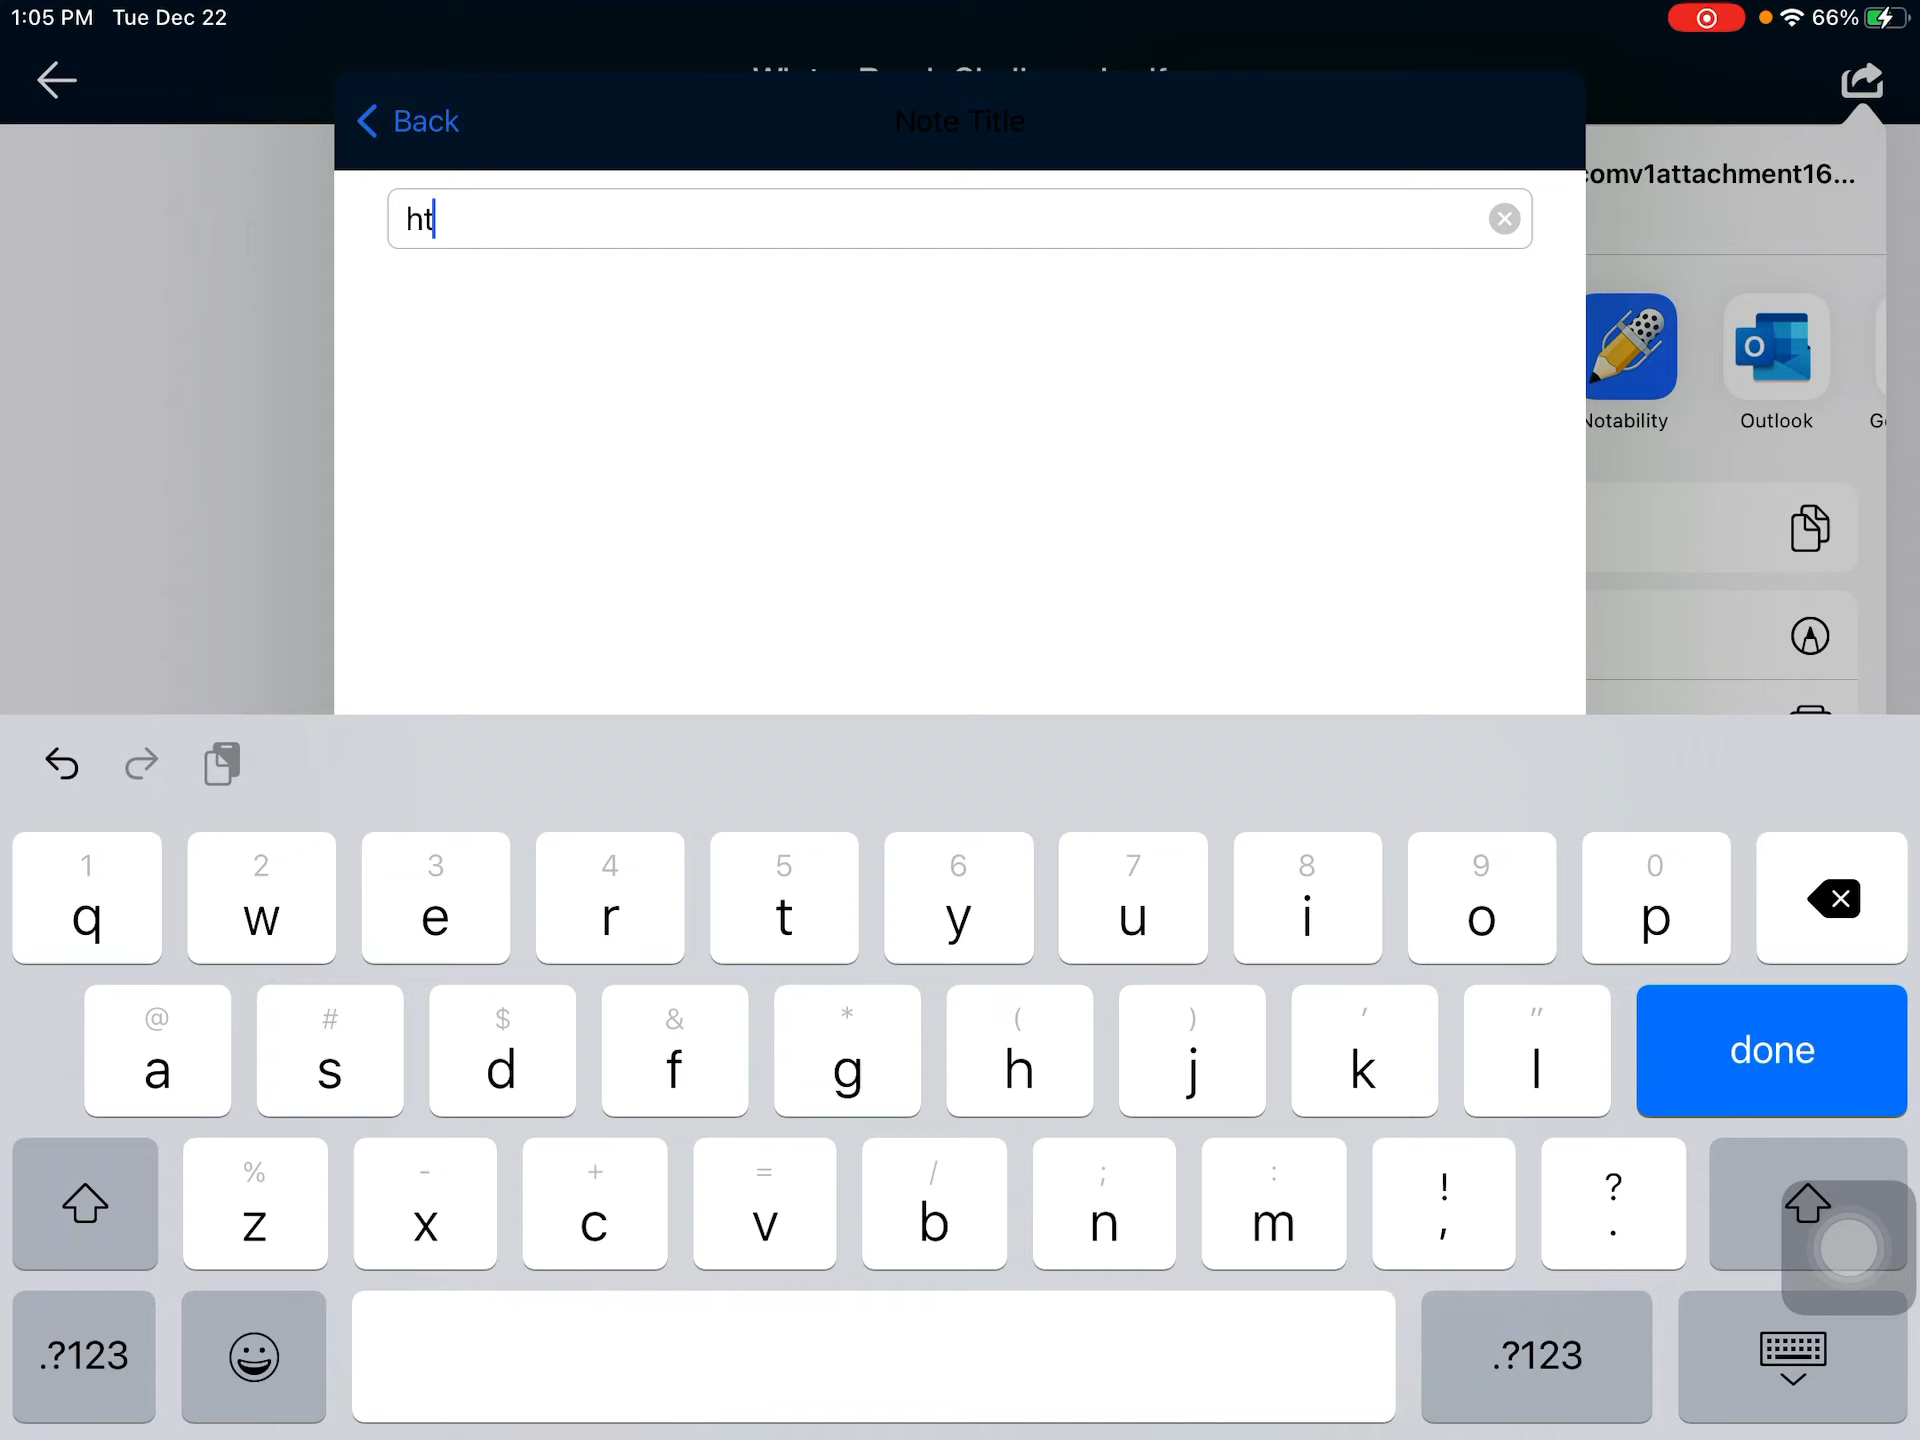 1:05 PM Tue Dec 22
66%
Back
Note Title
comv1attachment16...
ht
Notability
Outlook
1 2 3 4 5 6 7 8 9 0
q w e r t y u i o p
@ # $ & * ( ) ' "
a s d f g h j k l
done
% - + = / ; : ! ?
z x c v b n m , .
.?123
.?123